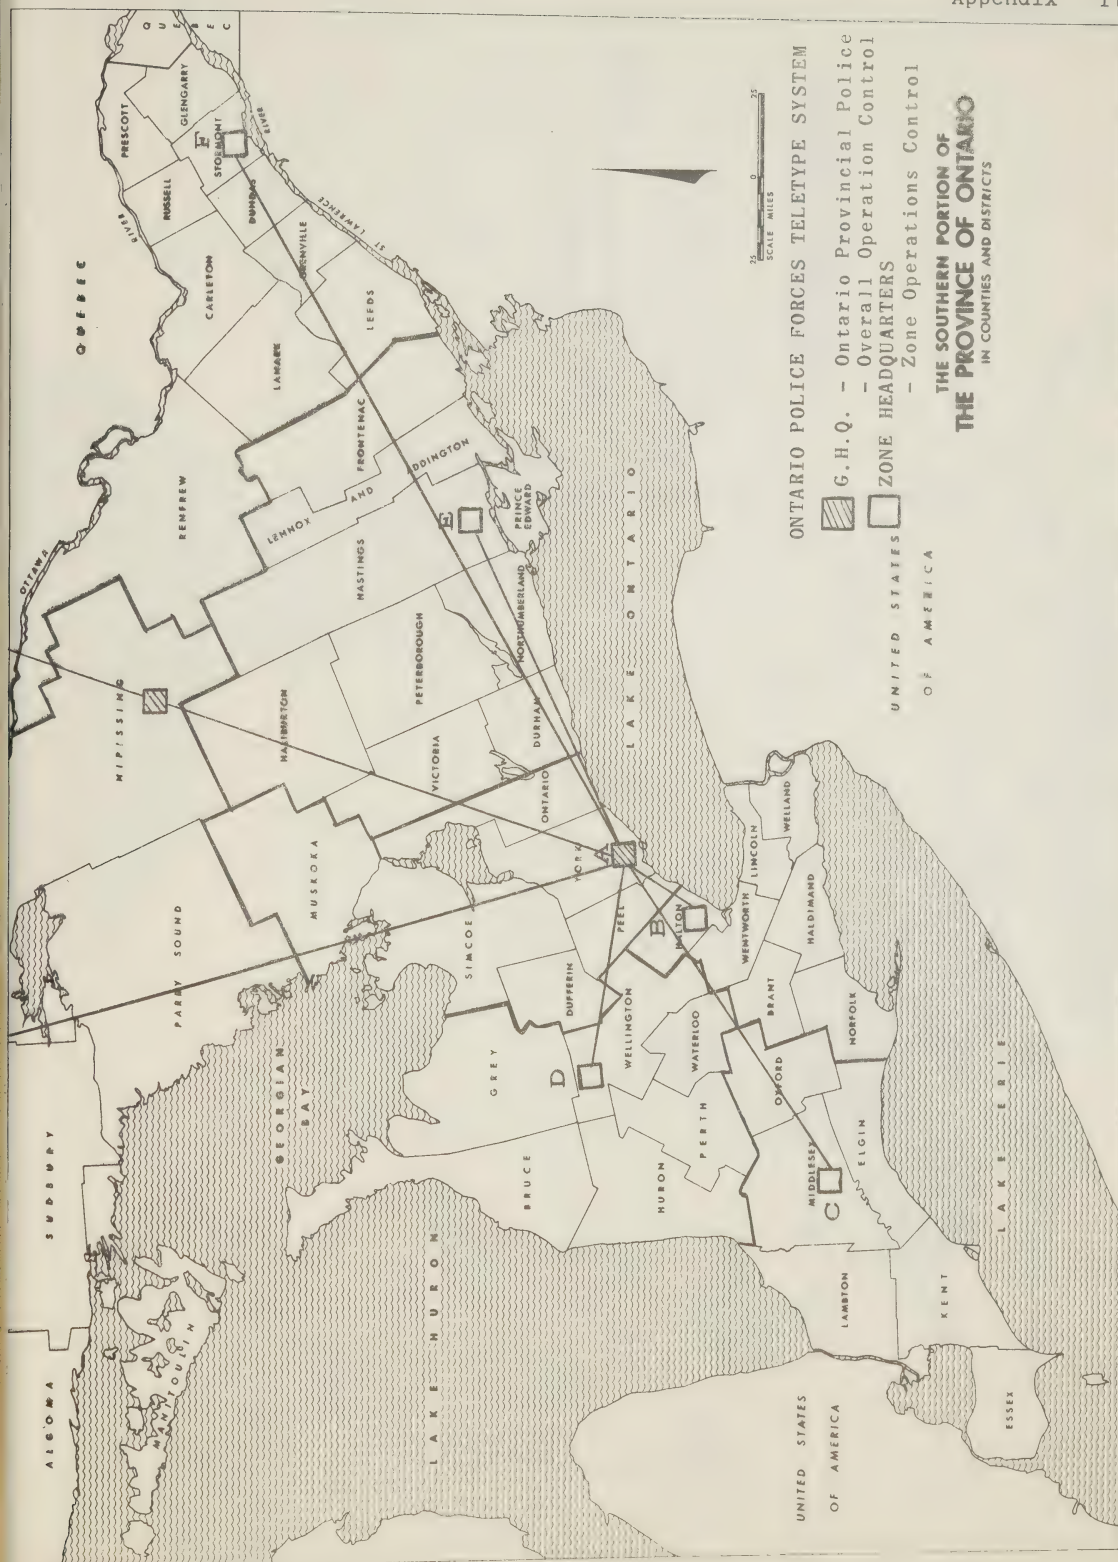 Appendix
ALGOMA
SUDBURY
MANITOULIN
PARRY SOUND
NIPISSING
MUSKOKA
HALIBURTON
RENFREW
OTTAWA
RIVER
QUEBEC
QUEBEC
PRESCOTT
GLENGARRY
RUSSELL
F
STORMONT
DUNDAS
CARLETON
GRENVILLE
LANARK
LEEDS
ST LAWRENCE
RIVER
FRONTENAC
LENNOX
AND
ADDINGTON
HASTINGS
E
PRINCE
EDWARD
PETERBOROUGH
NORTHUMBERLAND
VICTORIA
DURHAM
ONTARIO
YORK
A
SIMCOE
GEORGIAN
BAY
GREY
DUFFERIN
PEEL
B
HALTON
D
BRUCE
WELLINGTON
WATERLOO
WENTWORTH
LINCOLN
WELLAND
HALDIMAND
BRANT
NORFOLK
OXFORD
PERTH
HURON
MIDDLESEX
C
ELGIN
LAMBTON
KENT
ESSEX
LAKE HURON
LAKE ONTARIO
LAKE ERIE
UNITED STATES
OF AMERICA
UNITED STATES
OF AMERICA
25 0 25
SCALE MILES
ONTARIO POLICE FORCES TELETYPE SYSTEM
G.H.Q. - Ontario Provincial Police
- Overall Operation Control
ZONE HEADQUARTERS
- Zone Operations Control
THE SOUTHERN PORTION OF
THE PROVINCE OF ONTARIO
IN COUNTIES AND DISTRICTS